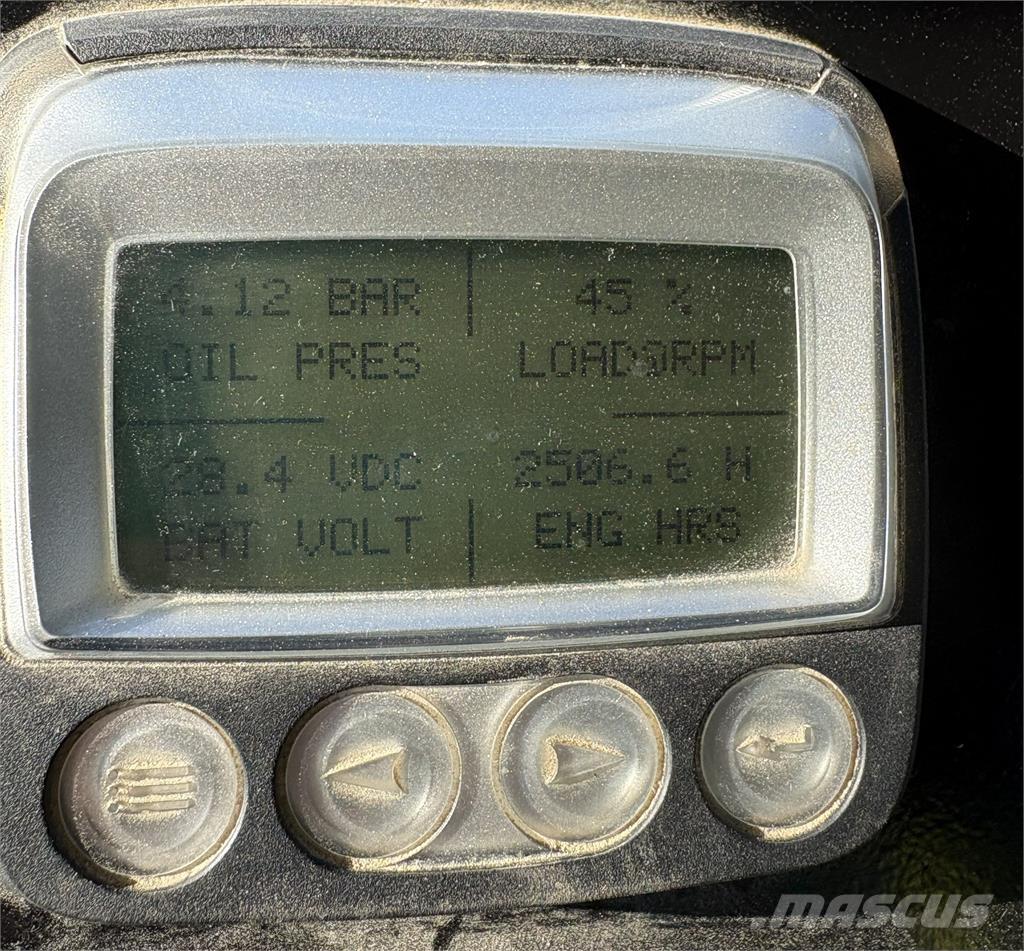 4.12 BAR
OIL PRES
45 %
LOAD@RPM
28.4 VDC
BAT VOLT
2506.6 H
ENG HRS
MASCUS